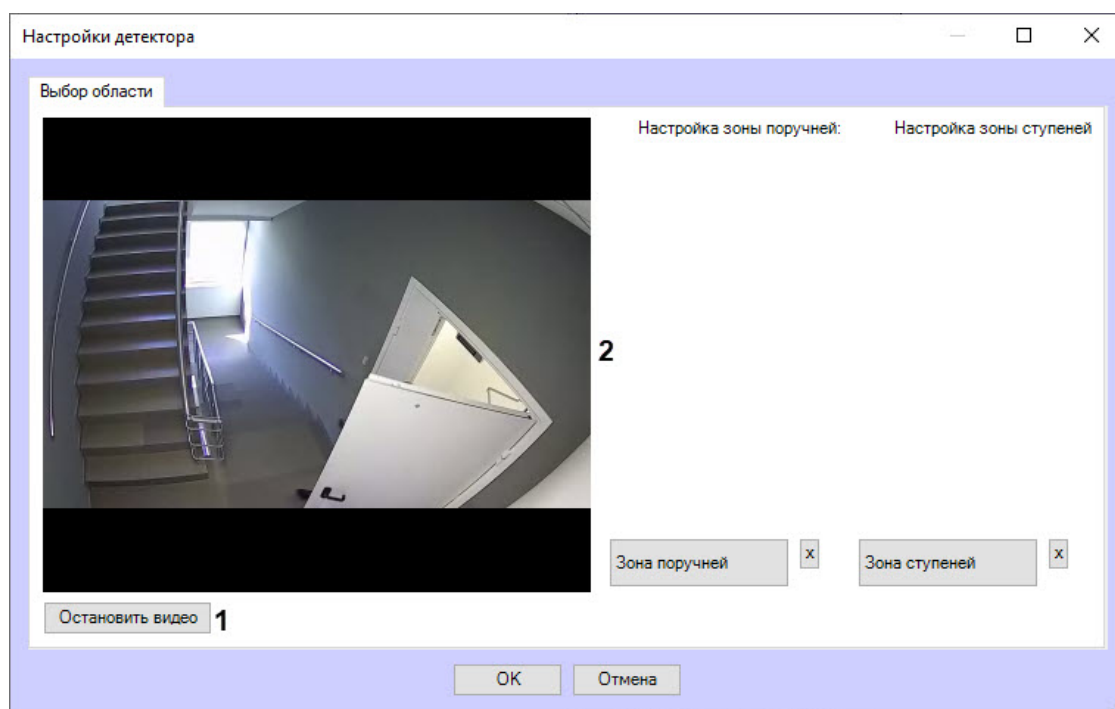 Настройки детектора
Выбор области
Настройка зоны поручней: Настройка зоны ступеней
2
Зона поручней x Зона ступеней x
Остановить видео 1
OK Отмена